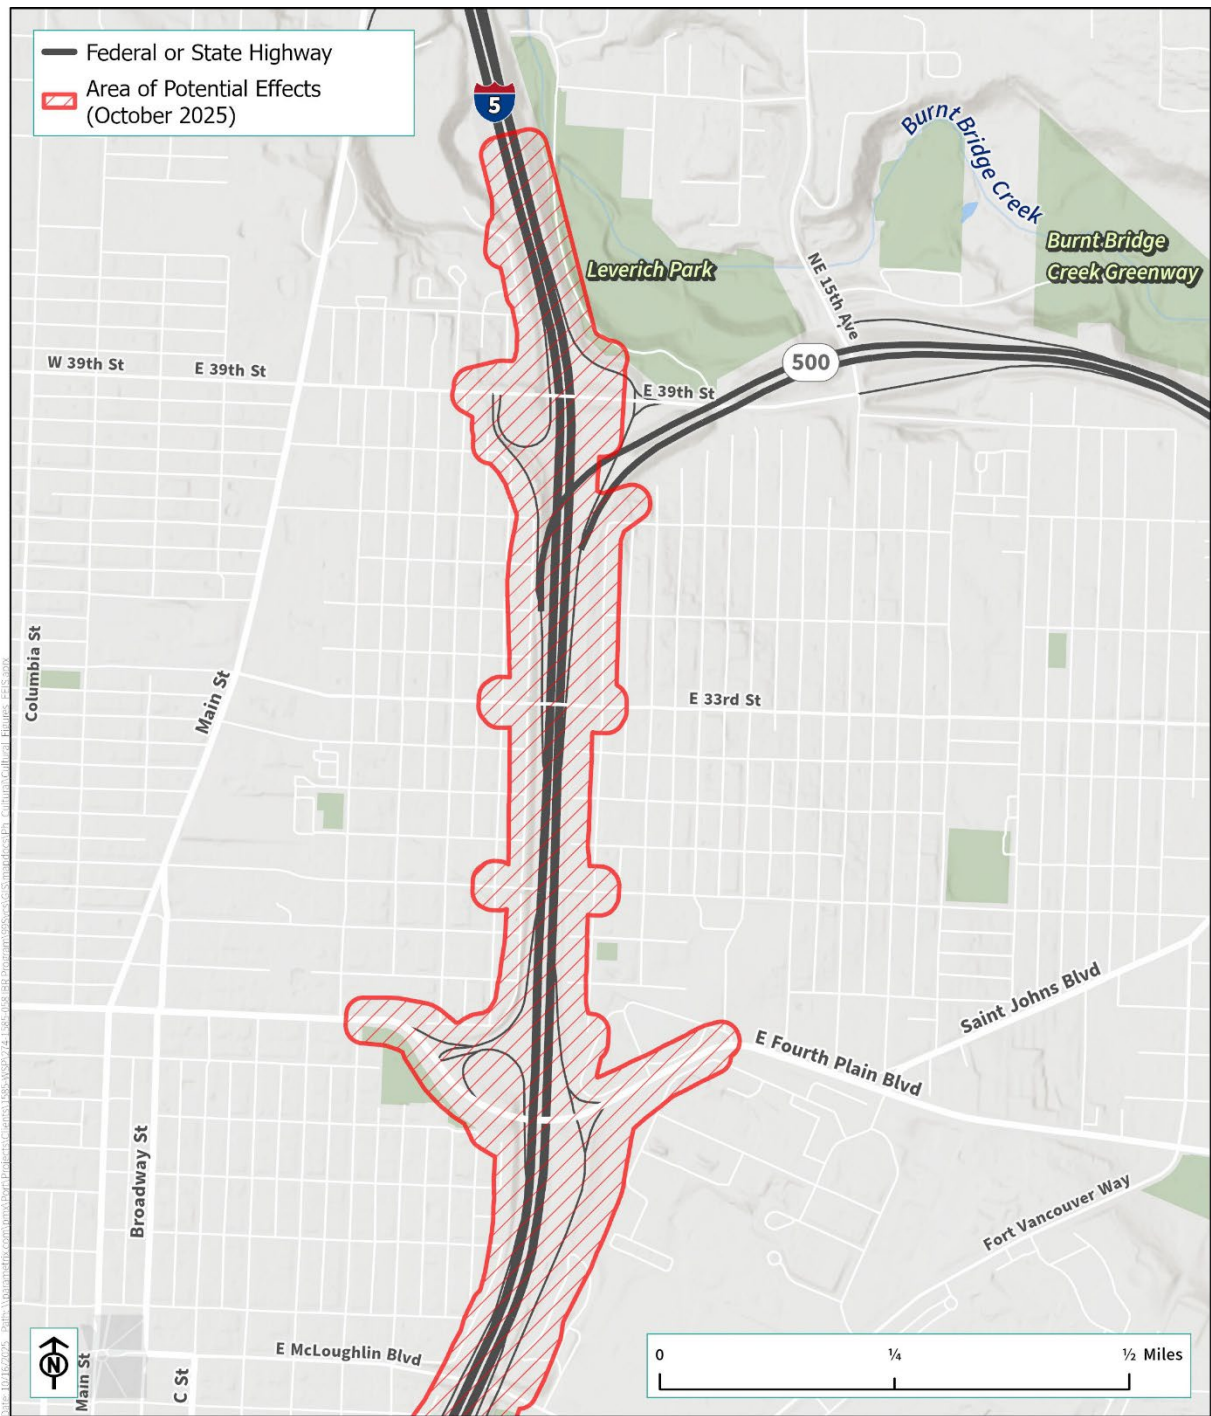 Federal or State Highway
Area of Potential Effects
(October 2025)
5
Burnt Bridge Creek
Burnt Bridge
Creek Greenway
Leverich Park
NE 15th Ave
500
W 39th St
E 39th St
E 39th St
Columbia St
Main St
E 33rd St
Saint Johns Blvd
E Fourth Plain Blvd
Broadway St
Fort Vancouver Way
E McLoughlin Blvd
Main St
C St
N
0
¼
½ Miles